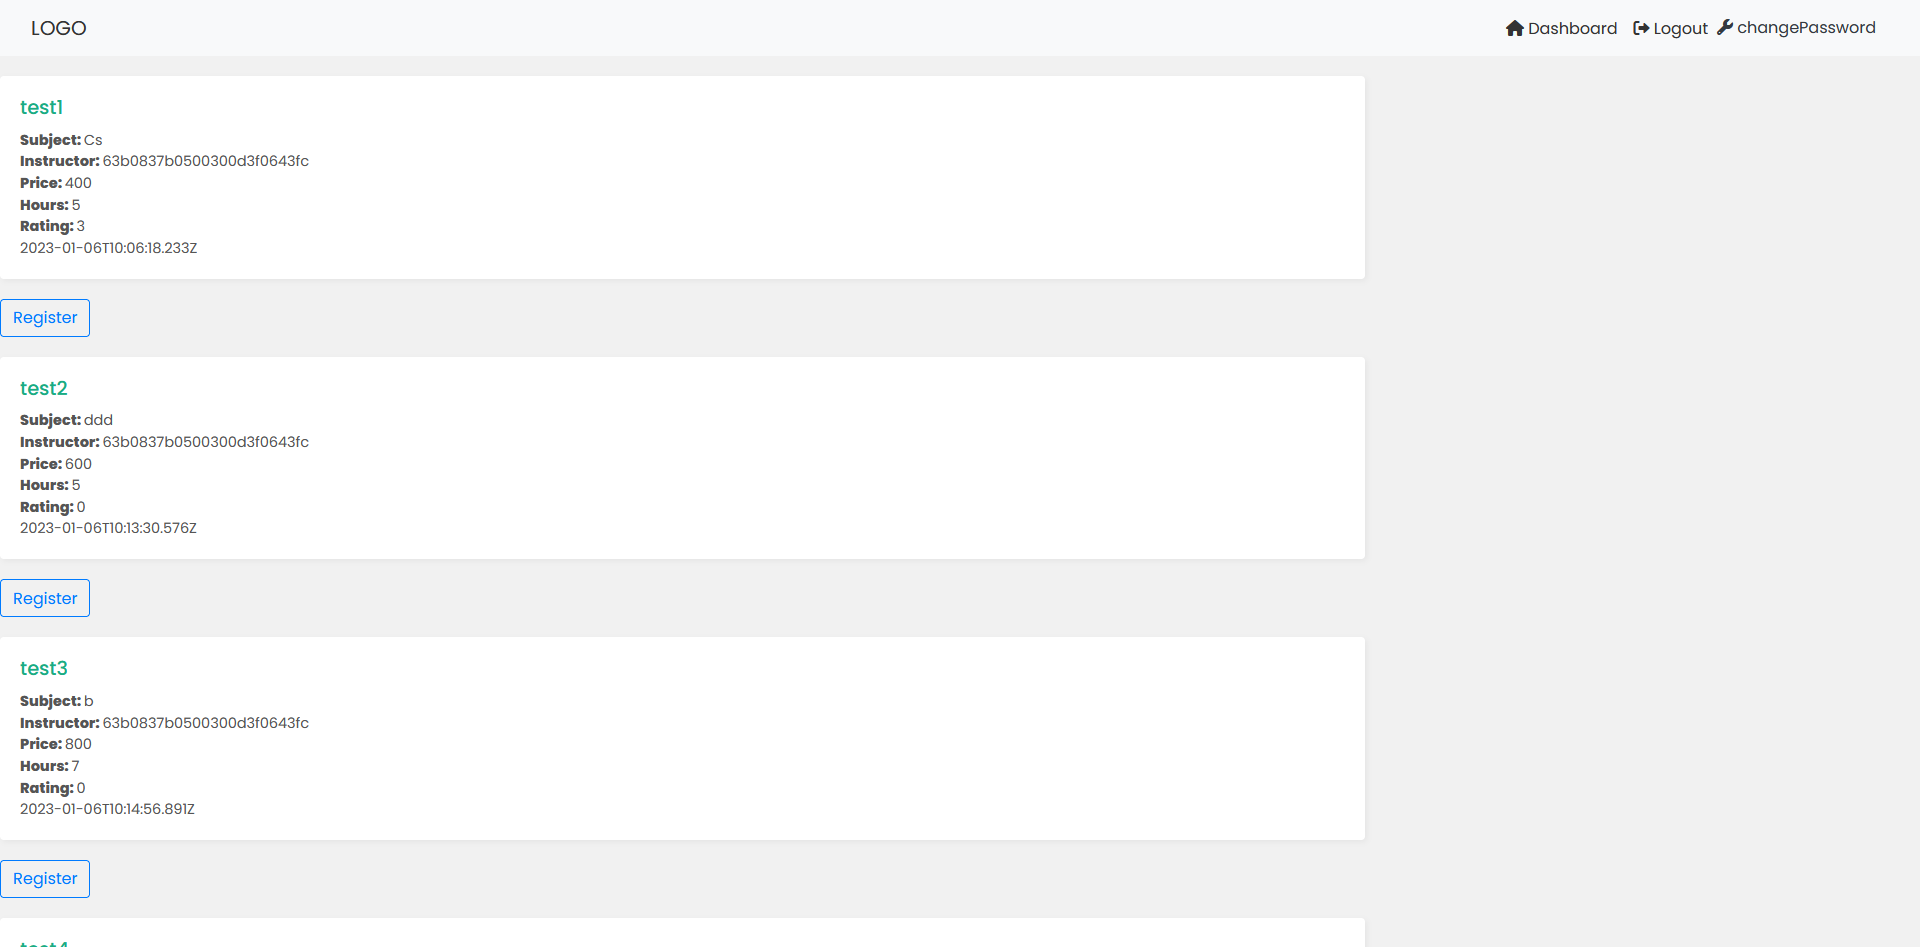 LOGO
Dashboard Logout changePassword
test1
Subject: Cs
Instructor: 63b0837b0500300d3f0643fc
Price: 400
Hours: 5
Rating: 3
2023-01-06T10:06:18.233Z
Register
test2
Subject: ddd
Instructor: 63b0837b0500300d3f0643fc
Price: 600
Hours: 5
Rating: 0
2023-01-06T10:13:30.576Z
Register
test3
Subject: b
Instructor: 63b0837b0500300d3f0643fc
Price: 800
Hours: 7
Rating: 0
2023-01-06T10:14:56.891Z
Register
test4